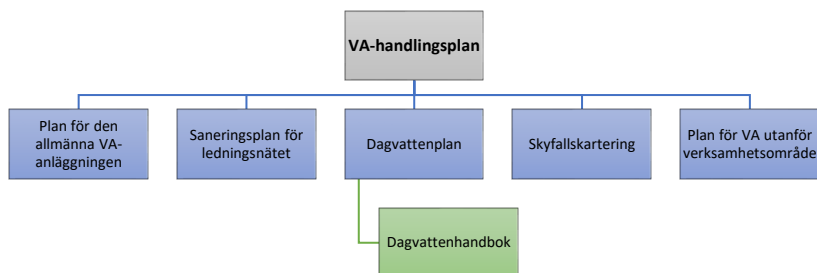 VA-handlingsplan
Plan för den
allmänna VA-
anläggningen
Saneringsplan för
ledningsnätet
Dagvattenplan
Skyfallskartering
Plan för VA utanför
verksamhetsområde
Dagvattenhandbok